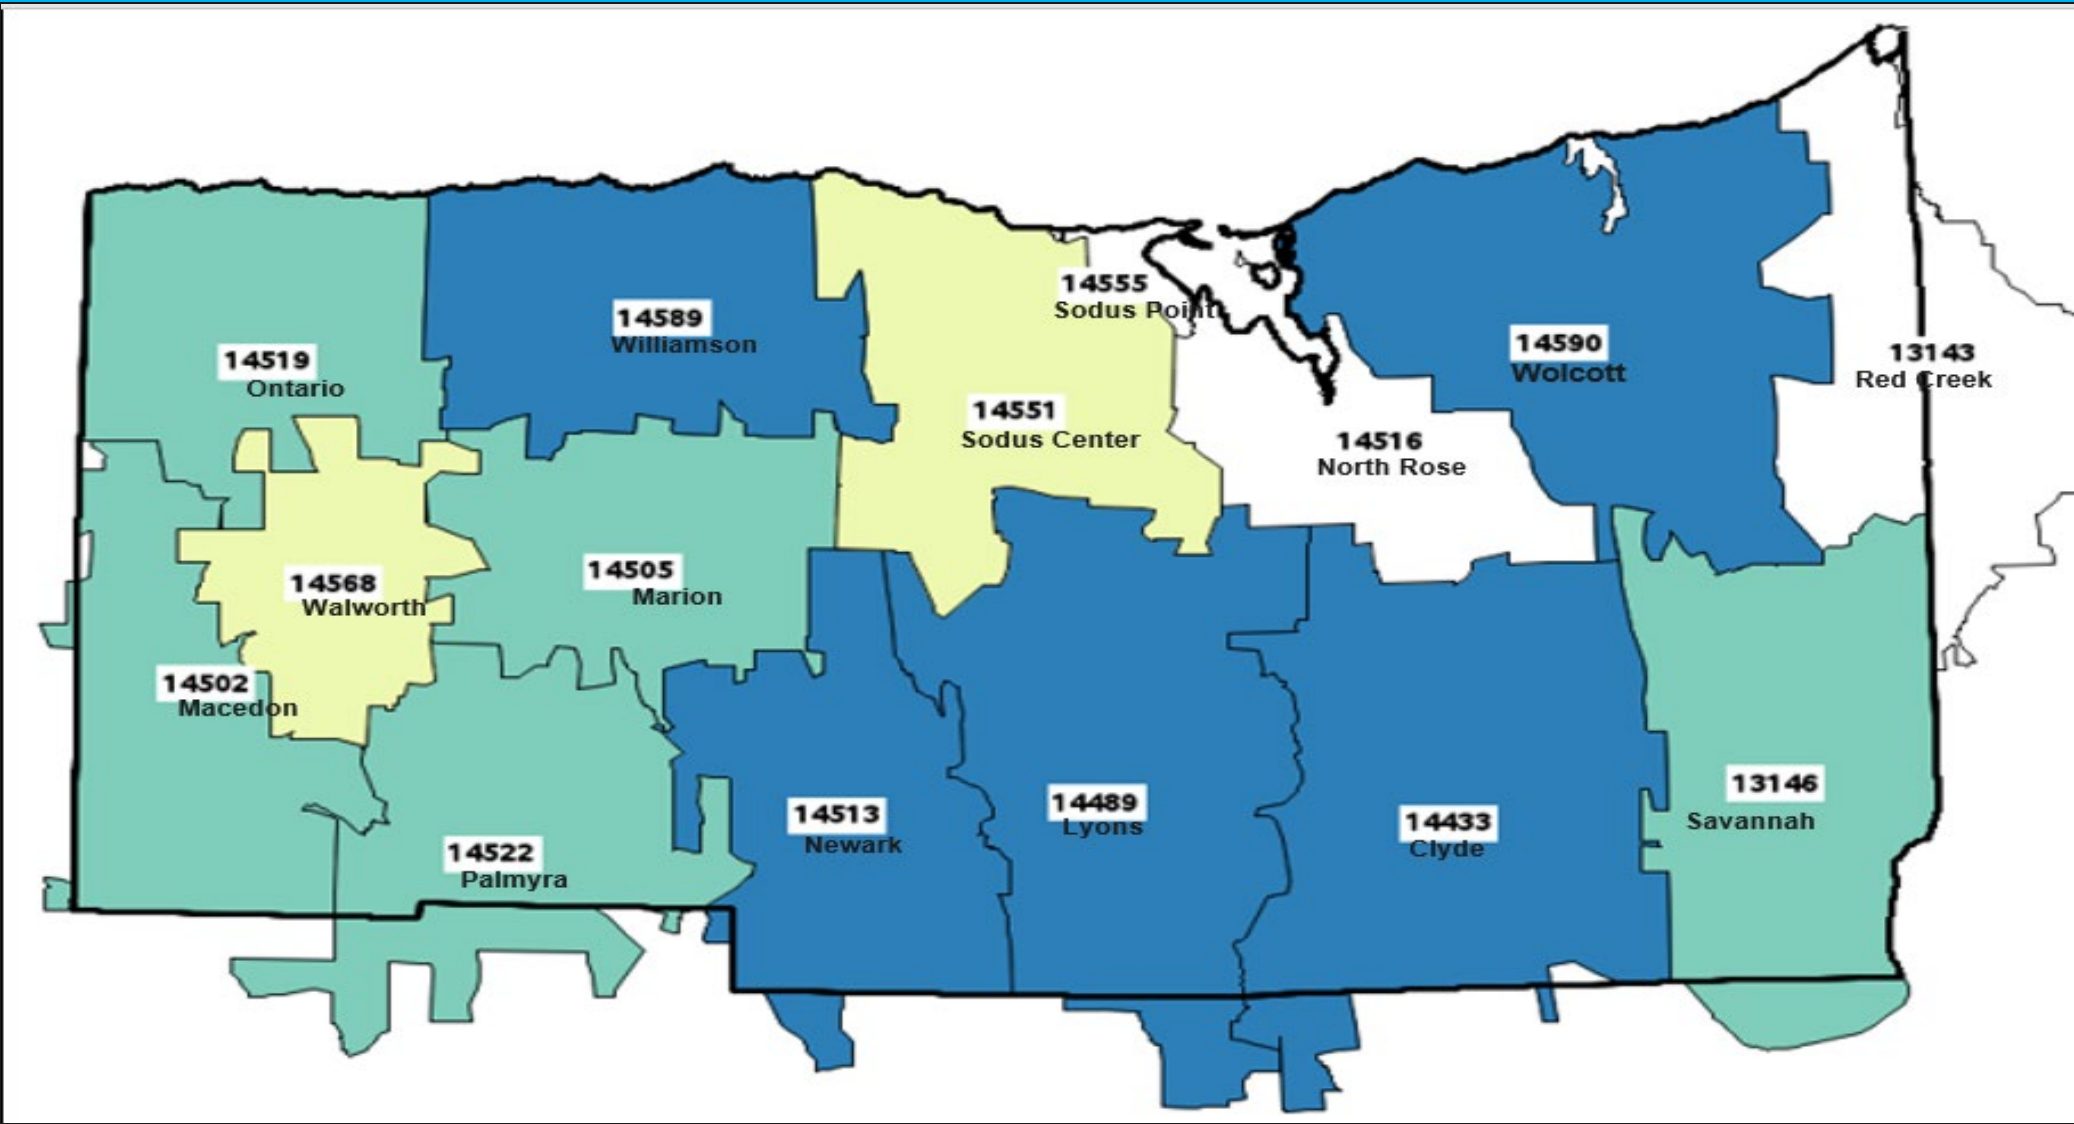 14519
Ontario
14589
Williamson
14555
Sodus Point
14551
Sodus Center
14590
Wolcott
13143
Red Creek
14516
North Rose
14568
Walworth
14505
Marion
14502
Macedon
14522
Palmyra
14513
Newark
14489
Lyons
14433
Clyde
13146
Savannah